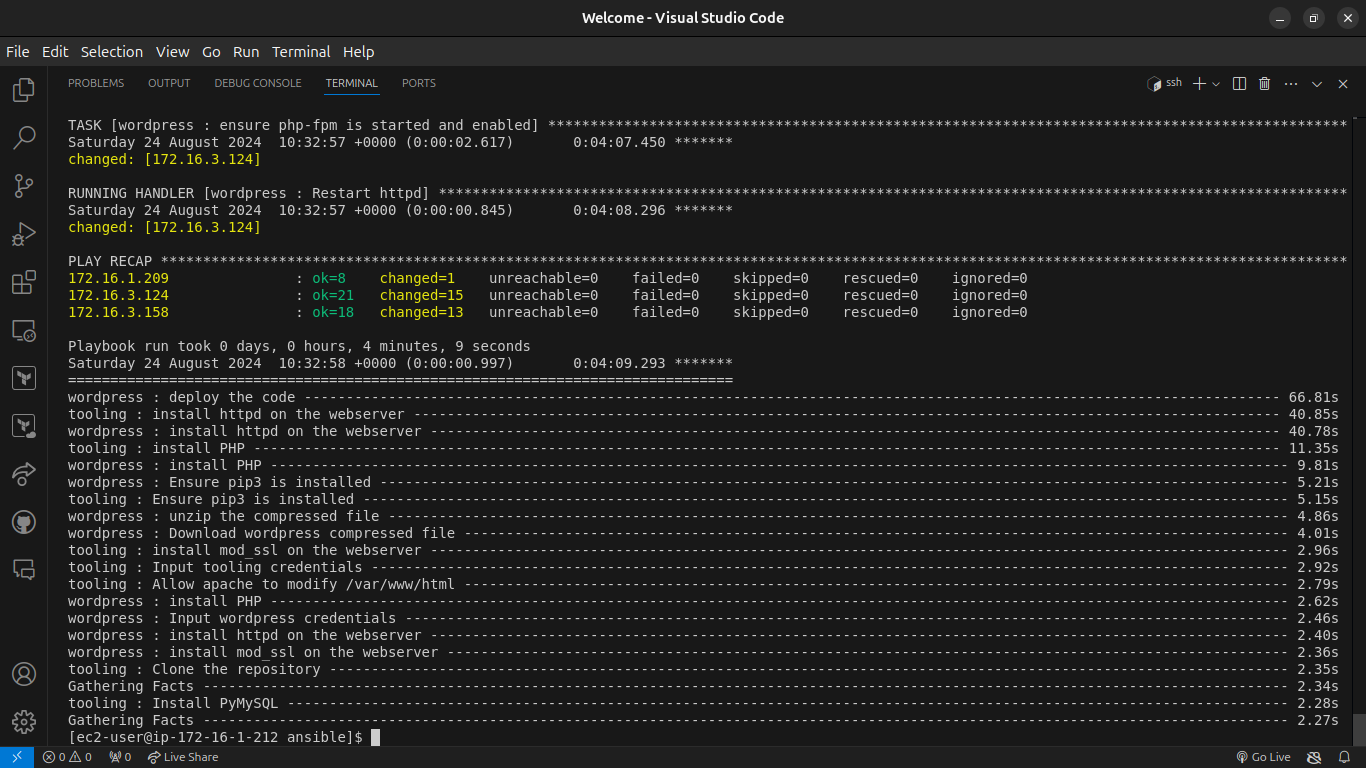 Welcome - Visual Studio Code
File Edit Selection View Go Run Terminal Help
PROBLEMS OUTPUT DEBUG CONSOLE TERMINAL PORTS ssh
TASK [wordpress : ensure php-fpm is started and enabled] ***********************************************************************************************
Saturday 24 August 2024  10:32:57 +0000 (0:00:02.617)       0:04:07.450 *******
changed: [172.16.3.124]
RUNNING HANDLER [wordpress : Restart httpd] ************************************************************************************************************
Saturday 24 August 2024  10:32:57 +0000 (0:00:00.845)       0:04:08.296 *******
changed: [172.16.3.124]
PLAY RECAP *********************************************************************************************************************************************
172.16.1.209               : ok=8    changed=1    unreachable=0    failed=0    skipped=0    rescued=0    ignored=0
172.16.3.124               : ok=21   changed=15   unreachable=0    failed=0    skipped=0    rescued=0    ignored=0
172.16.3.158               : ok=18   changed=13   unreachable=0    failed=0    skipped=0    rescued=0    ignored=0
Playbook run took 0 days, 0 hours, 4 minutes, 9 seconds
Saturday 24 August 2024  10:32:58 +0000 (0:00:00.997)       0:04:09.293 *******
===============================================================================
wordpress : deploy the code -------------------------------------------------------------------------------------------------------------------- 66.81s
tooling : install httpd on the webserver ------------------------------------------------------------------------------------------------------- 40.85s
wordpress : install httpd on the webserver ----------------------------------------------------------------------------------------------------- 40.78s
tooling : install PHP -------------------------------------------------------------------------------------------------------------------------- 11.35s
wordpress : install PHP ------------------------------------------------------------------------------------------------------------------------- 9.81s
wordpress : Ensure pip3 is installed ------------------------------------------------------------------------------------------------------------ 5.21s
tooling : Ensure pip3 is installed -------------------------------------------------------------------------------------------------------------- 5.15s
wordpress : unzip the compressed file ----------------------------------------------------------------------------------------------------------- 4.86s
wordpress : Download wordpress compressed file -------------------------------------------------------------------------------------------------- 4.01s
tooling : install mod_ssl on the webserver ------------------------------------------------------------------------------------------------------ 2.96s
tooling : Input tooling credentials ------------------------------------------------------------------------------------------------------------- 2.92s
tooling : Allow apache to modify /var/www/html -------------------------------------------------------------------------------------------------- 2.79s
wordpress : install PHP ------------------------------------------------------------------------------------------------------------------------- 2.62s
wordpress : Input wordpress credentials --------------------------------------------------------------------------------------------------------- 2.46s
wordpress : install httpd on the webserver ------------------------------------------------------------------------------------------------------ 2.40s
wordpress : install mod_ssl on the webserver ---------------------------------------------------------------------------------------------------- 2.36s
tooling : Clone the repository ------------------------------------------------------------------------------------------------------------------ 2.35s
Gathering Facts --------------------------------------------------------------------------------------------------------------------------------- 2.34s
tooling : Install PyMySQL ----------------------------------------------------------------------------------------------------------------------- 2.28s
Gathering Facts --------------------------------------------------------------------------------------------------------------------------------- 2.27s
[ec2-user@ip-172-16-1-212 ansible]$
0 0 0 Live Share Go Live